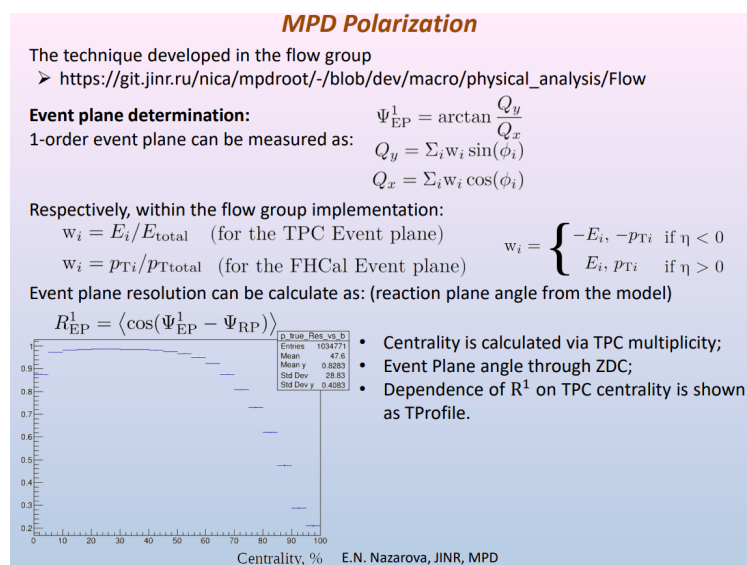 MPD Polarization
The technique developed in the flow group
➢ https://git.jinr.ru/nica/mpdroot/-/blob/dev/macro/physical_analysis/Flow
Event plane determination:
1-order event plane can be measured as:
Ψ¹_EP = arctan Q_y/Q_x
Q_y = Σ_i w_i sin(ϕ_i)
Q_x = Σ_i w_i cos(ϕ_i)
Respectively, within the flow group implementation:
w_i = E_i/E_total (for the TPC Event plane)
w_i = p_Ti/p_Ttotal (for the FHCal Event plane)
w_i = { −E_i, −p_Ti if η < 0
E_i, p_Ti if η > 0
Event plane resolution can be calculate as: (reaction plane angle from the model)
R¹_EP = ⟨cos(Ψ¹_EP − Ψ_RP)⟩
p_true_Res_vs_b
Entries 1034771
Mean 47.6
Mean y 0.8283
Std Dev 28.83
Std Dev y 0.4083
1
0.9
0.8
0.7
0.6
0.5
0.4
0.3
0.2
0 10 20 30 40 50 60 70 80 90 100
Centrality, %
• Centrality is calculated via TPC multiplicity;
• Event Plane angle through ZDC;
• Dependence of R¹ on TPC centrality is shown
as TProfile.
E.N. Nazarova, JINR, MPD